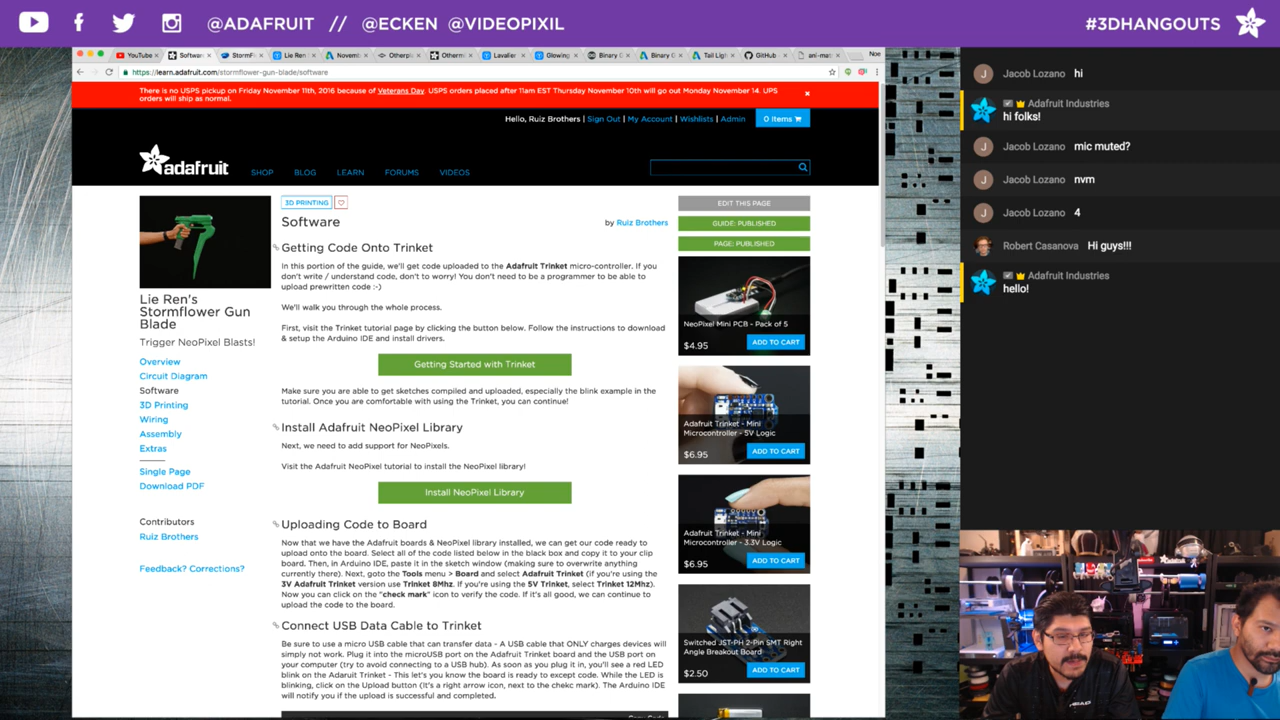 @ADAFRUIT // @ECKEN @VIDEOPIXIL
#3DHANGOUTS
YouTube
Software
StormFl
Lie Ren
Novemb
Otherpl
Otherm
Lavalier
Glowing
Binary
Binary G
Tail Ligh
GitHub
ani-mac
Noe
https://learn.adafruit.com/stormflower-gun-blade/software
There is no USPS pickup on Friday November 11th, 2016 because of Veterans Day. USPS orders placed after 11am EST Thursday November 10th will go out Monday November 14. UPS
orders will ship as normal.
Hello, Ruiz Brothers | Sign Out | My Account | Wishlists | Admin
0 Items
adafruit
SHOP BLOG LEARN FORUMS VIDEOS
Lie Ren's
Stormflower Gun
Blade
Trigger NeoPixel Blasts!
Overview
Circuit Diagram
Software
3D Printing
Wiring
Assembly
Extras
Single Page
Download PDF
Contributors
Ruiz Brothers
Feedback? Corrections?
3D PRINTING
Software
by Ruiz Brothers
Getting Code Onto Trinket
In this portion of the guide, we'll get code uploaded to the Adafruit Trinket micro-controller. If you
don't write / understand code, don't to worry! You don't need to be a programmer to be able to
upload prewritten code :-)
We'll walk you through the whole process.
First, visit the Trinket tutorial page by clicking the button below. Follow the instructions to download
& setup the Arduino IDE and install drivers.
Getting Started with Trinket
Make sure you are able to get sketches compiled and uploaded, especially the blink example in the
tutorial. Once you are comfortable with using the Trinket, you can continue!
Install Adafruit NeoPixel Library
Next, we need to add support for NeoPixels.
Visit the Adafruit NeoPixel tutorial to install the NeoPixel library!
Install NeoPixel Library
Uploading Code to Board
Now that we have the Adafruit boards & NeoPixel library installed, we can get our code ready to
upload onto the board. Select all of the code listed below in the black box and copy it to your clip
board. Then, in Arduino IDE, paste it in the sketch window (making sure to overwrite anything
currently there). Next, goto the Tools menu > Board and select Adafruit Trinket (if you're using the
3V Adafruit Trinket version use Trinket 8Mhz. If you're using the 5V Trinket, select Trinket 12Mhz).
Now you can click on the "check mark" icon to verify the code. If it's all good, we can continue to
upload the code to the board.
Connect USB Data Cable to Trinket
Be sure to use a micro USB cable that can transfer data - A USB cable that ONLY charges devices will
simply not work. Plug it into the microUSB port on the Adafruit Trinket board and the USB port on
your computer (try to avoid connecting to a USB hub). As soon as you plug it in, you'll see a red LED
blink on the Adaruit Trinket - This let's you know the board is ready to except code. While the LED is
blinking, click on the Upload button (It's a right arrow icon, next to the chekc mark). The Arduino IDE
will notify you if the upload is successful and completed.
Copy Code
EDIT THIS PAGE
GUIDE: PUBLISHED
PAGE: PUBLISHED
NeoPixel Mini PCB - Pack of 5
$4.95
ADD TO CART
Adafruit Trinket - Mini
Microcontroller - 5V Logic
$6.95
ADD TO CART
Adafruit Trinket - Mini
Microcontroller - 3.3V Logic
$6.95
ADD TO CART
Switched JST-PH 2-Pin SMT Right
Angle Breakout Board
$2.50
ADD TO CART
Jacob Lozano hi
Adafruit Industries
hi folks!
Jacob Lozano mic muted?
Jacob Lozano nvm
Jacob Lozano 4
Robert Casanova Hi guys!!!
Adafruit Industries
hello!